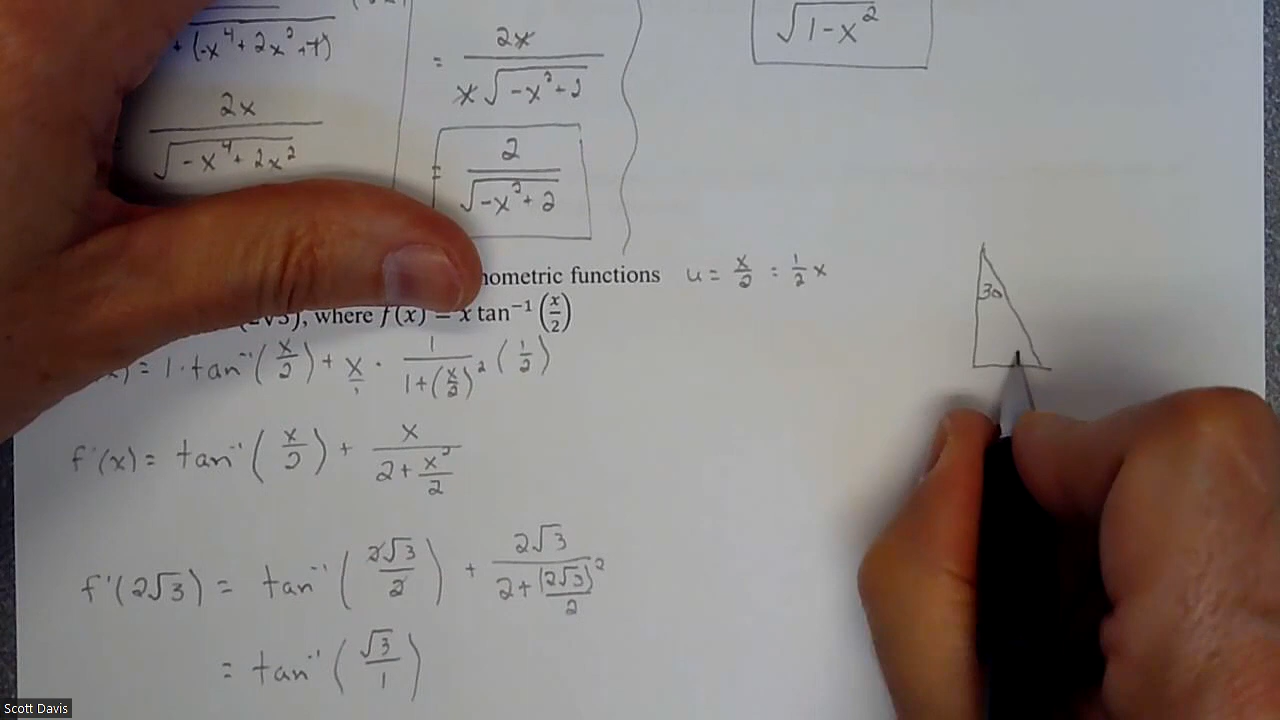 + (-x⁴ + 2x² + 1)
2x
√(-x⁴ + 2x²)
= 2x / (x√(-x² + 2))
= 2 / √(-x² + 2)
√(1 - x²)
nometric functions u = x/2 = 1/2 x
where f(x) = x tan⁻¹ (x/2)
= 1 · tan⁻¹ (x/2) + x/1 · 1/(1 + (x/2)²) (1/2)
f'(x) = tan⁻¹ (x/2) + x/(2 + x²/2)
f'(2√3) = tan⁻¹ (2√3/2) + 2√3/(2 + (2√3)²/2)
= tan⁻¹ (√3/1)
30
Scott Davis